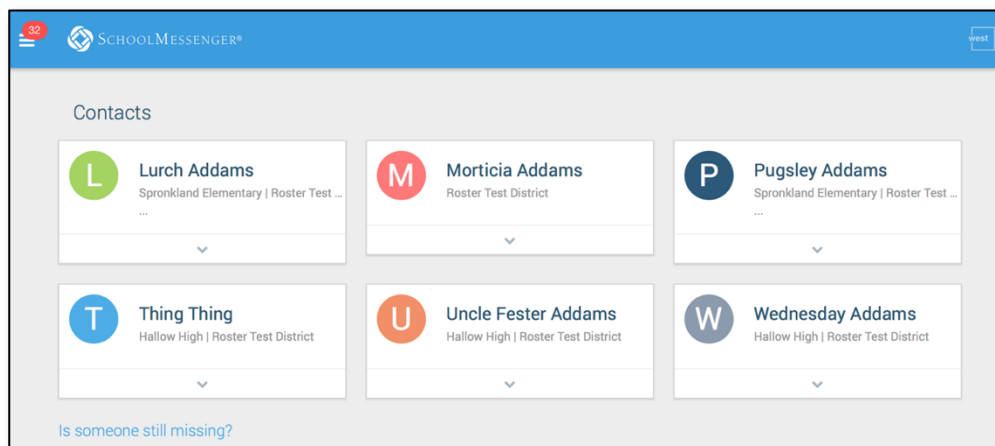 32
SCHOOLMESSENGER®
west
Contacts
L
Lurch Addams
Spronkland Elementary | Roster Test ...
...
M
Morticia Addams
Roster Test District
P
Pugsley Addams
Spronkland Elementary | Roster Test ...
...
T
Thing Thing
Hallow High | Roster Test District
U
Uncle Fester Addams
Hallow High | Roster Test District
W
Wednesday Addams
Hallow High | Roster Test District
Is someone still missing?